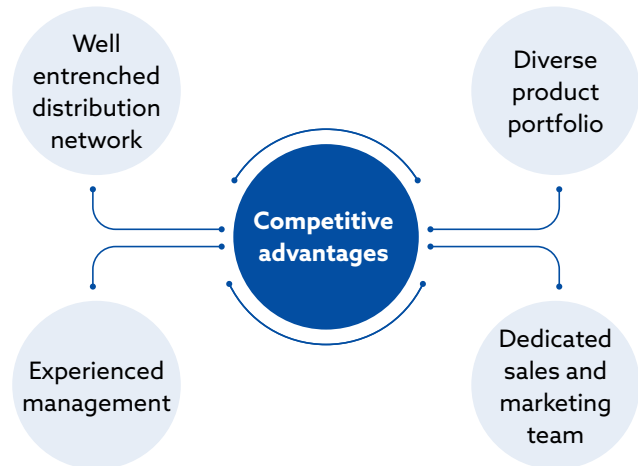 Well
entrenched
distribution
network
Diverse
product
portfolio
Competitive
advantages
Experienced
management
Dedicated
sales and
marketing
team